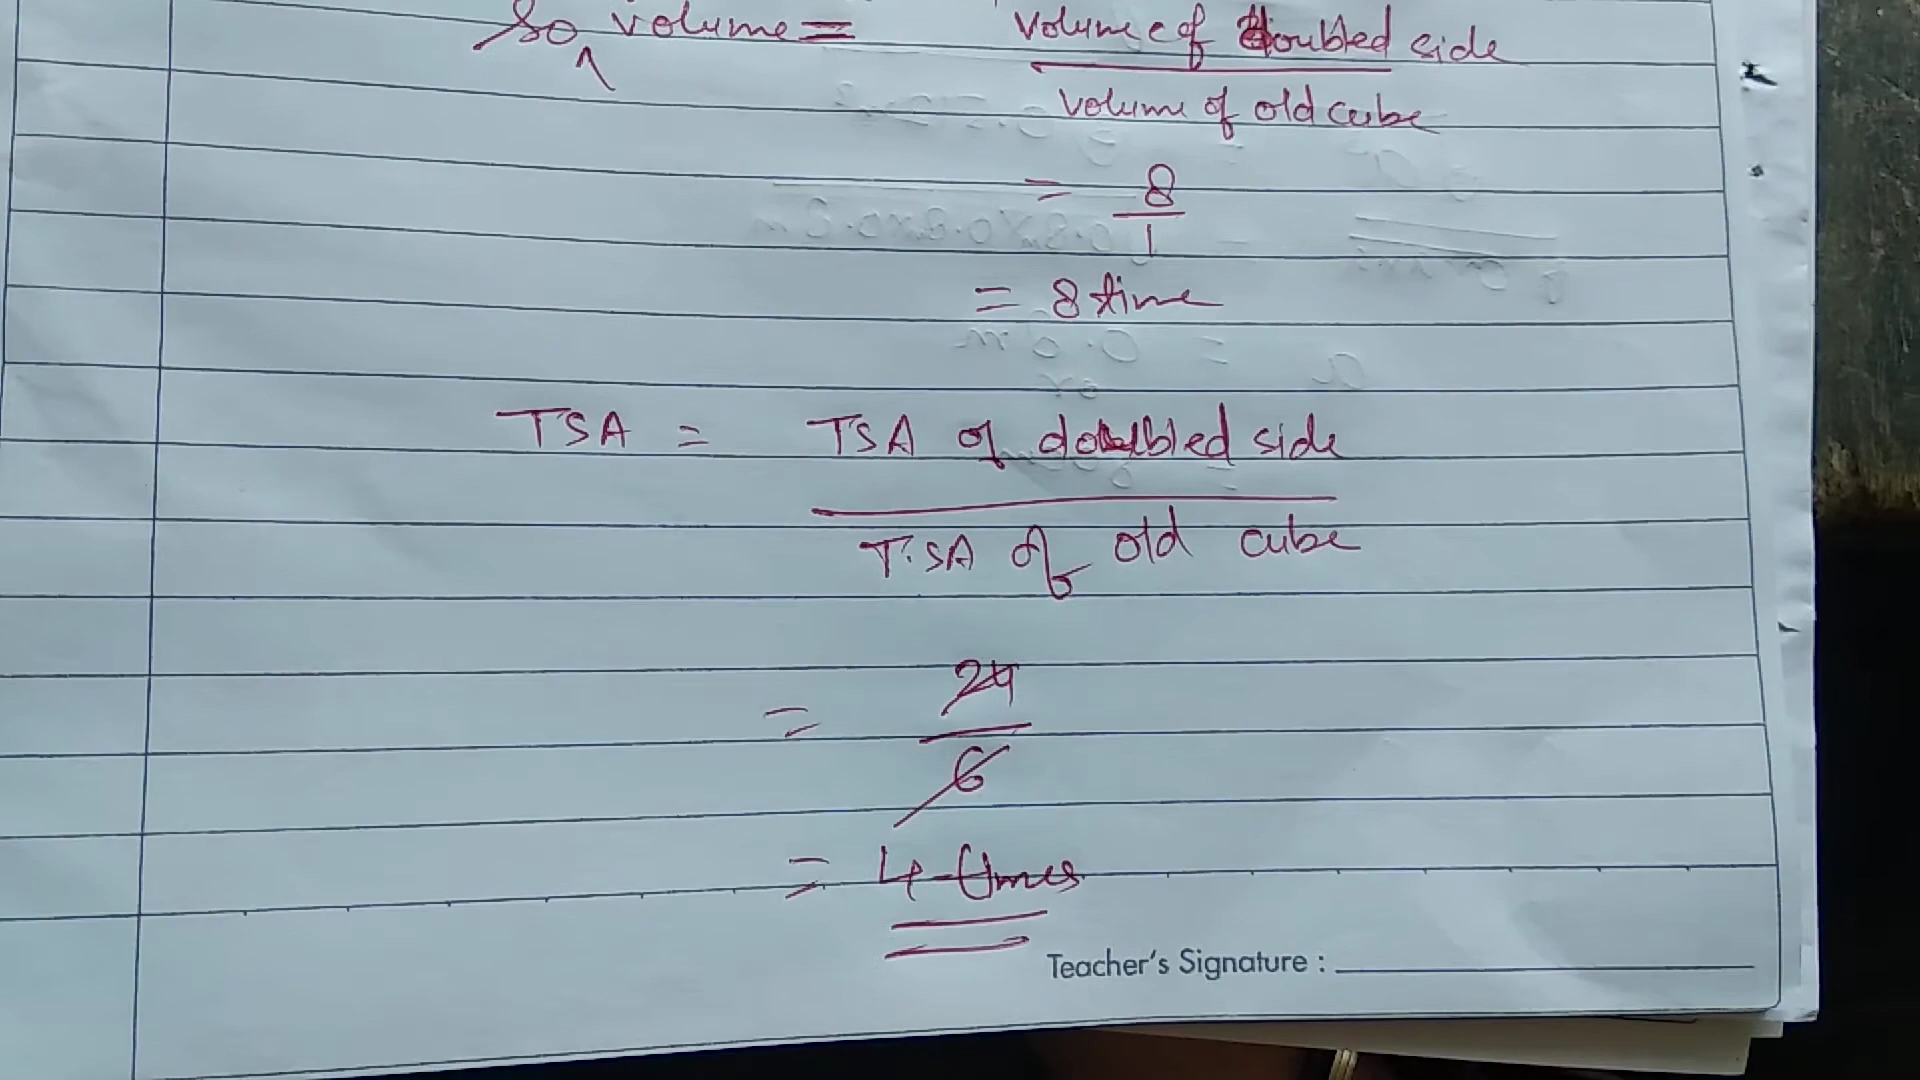 So, volume = volume of doubled side
volume of old cube
= 8
1
= 8 time
TSA = TSA of doubled side
T.SA of old cube
= 24
6
= 4 times
Teacher's Signature :